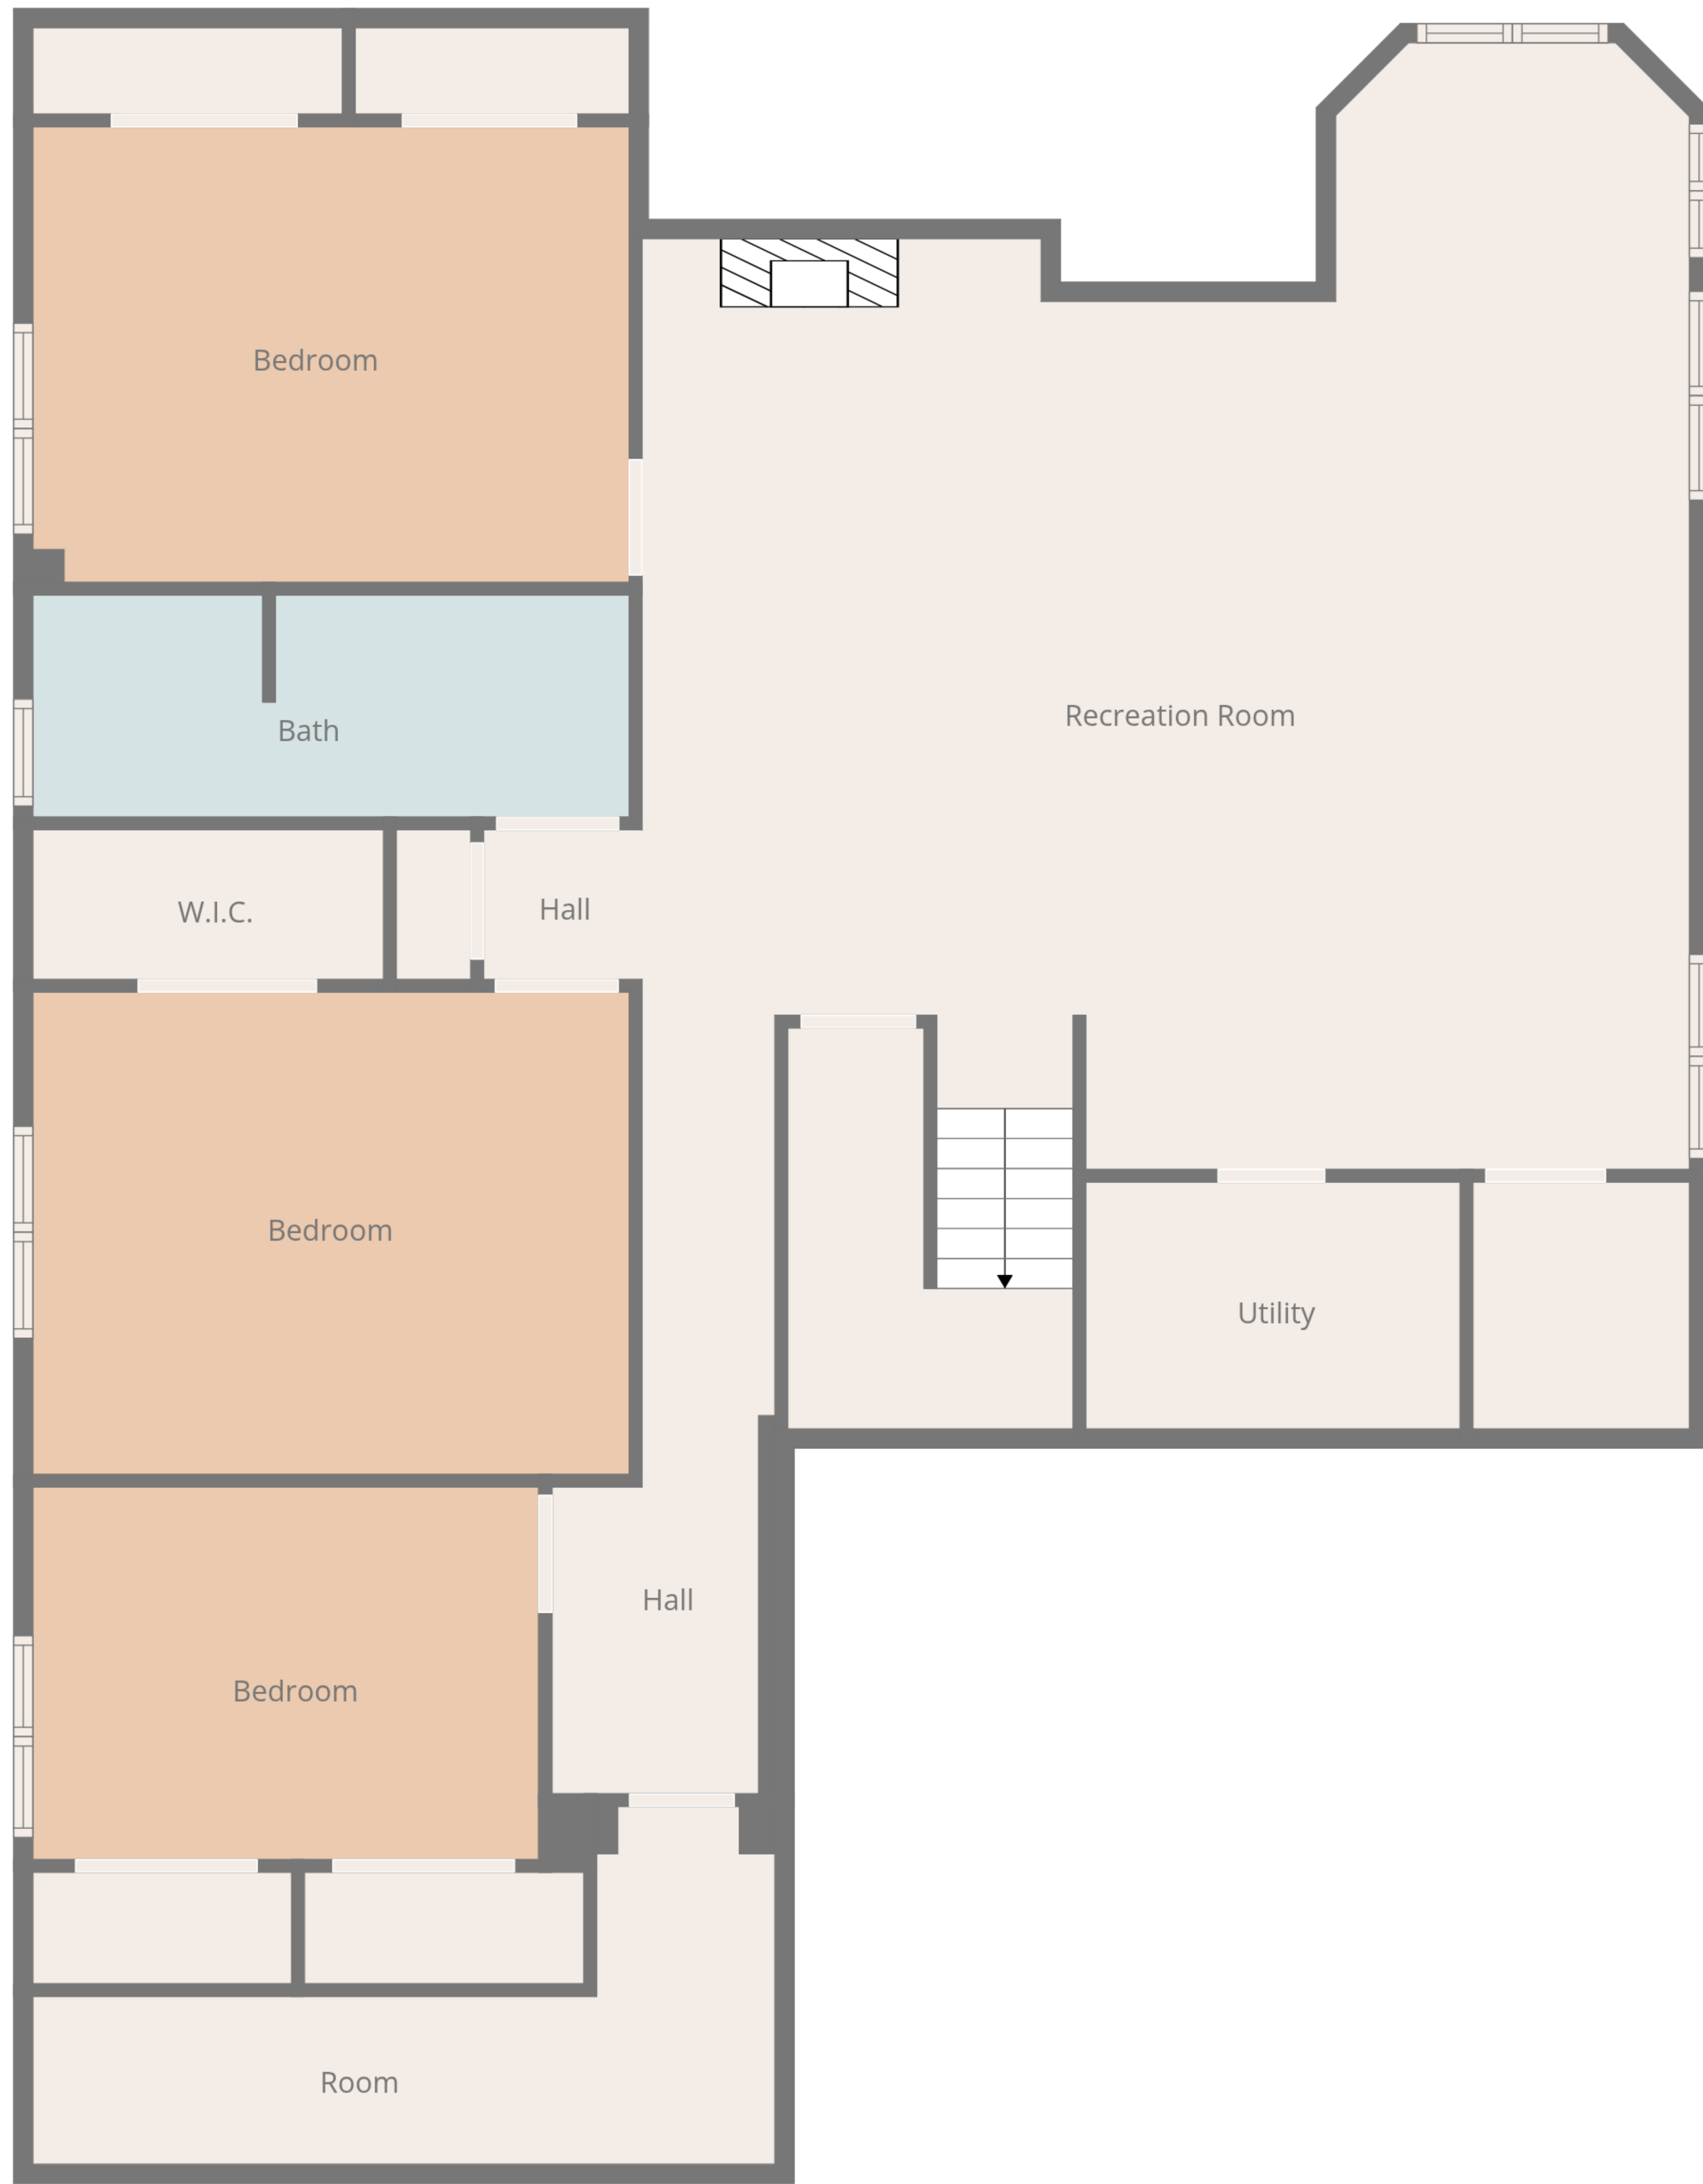 Bedroom
Recreation Room
Bath
W.I.C.
Hall
Bedroom
Utility
Hall
Bedroom
Room